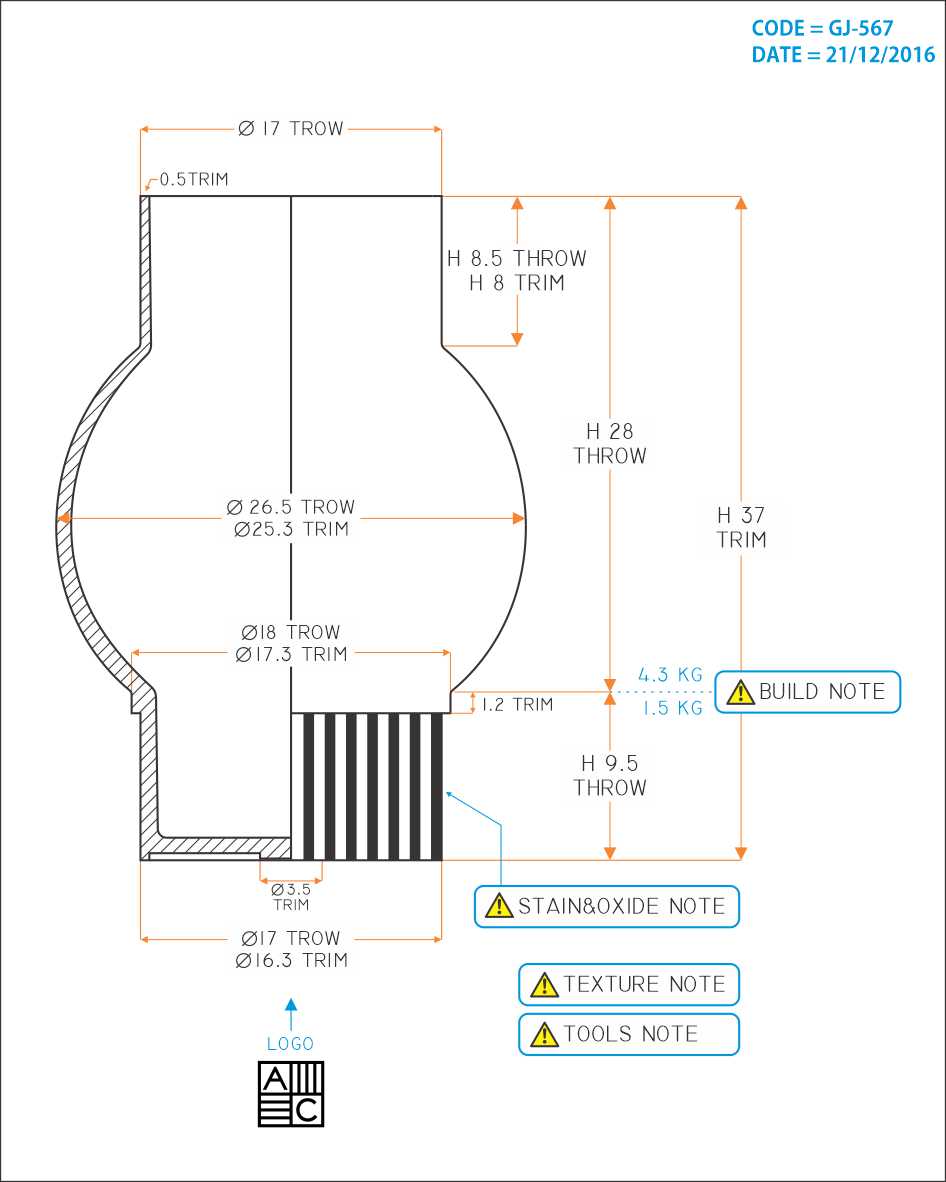 CODE = GJ-567
DATE = 21/12/2016
Ø 17 TROW
0.5TRIM
H 8.5 THROW
H 8 TRIM
H 28
THROW
Ø 26.5 TROW
Ø25.3 TRIM
H 37
TRIM
Ø18 TROW
Ø17.3 TRIM
4.3 KG
BUILD NOTE
1.2 TRIM
1.5 KG
H 9.5
THROW
Ø3.5
TRIM
STAIN&OXIDE NOTE
Ø17 TROW
Ø16.3 TRIM
TEXTURE NOTE
TOOLS NOTE
LOGO
A
C